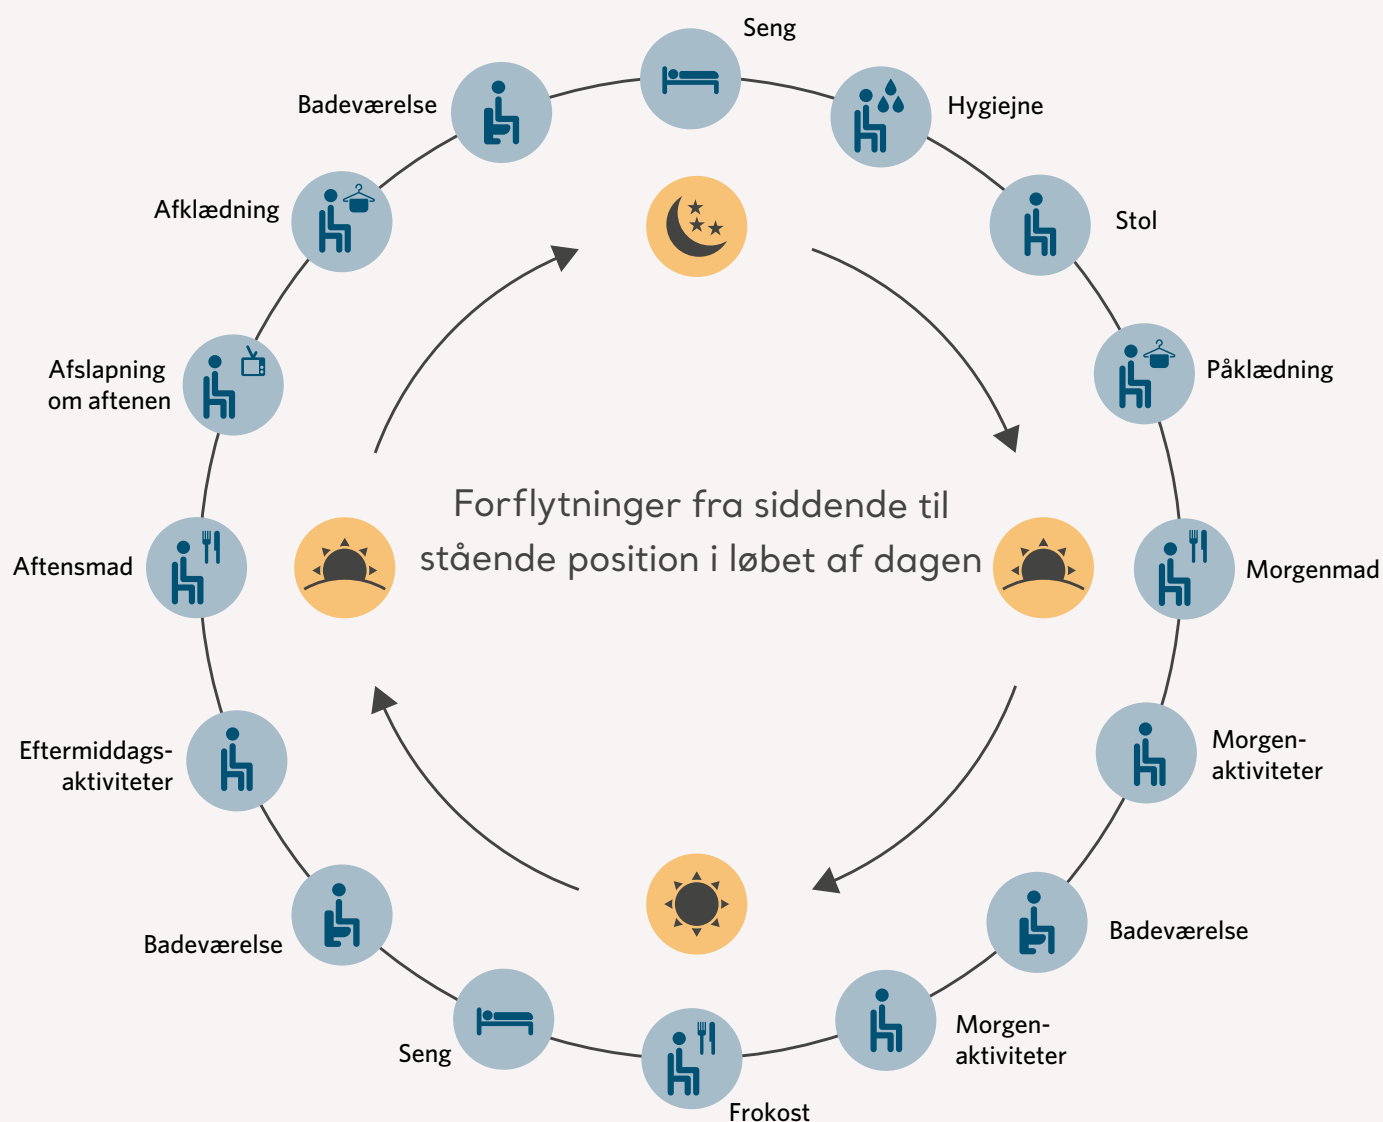 Seng
Hygiejne
Stol
Påklædning
Morgenmad
Morgen-
aktiviteter
Badeværelse
Morgen-
aktiviteter
Frokost
Seng
Badeværelse
Eftermiddags-
aktiviteter
Aftensmad
Afslapning
om aftenen
Afklædning
Badeværelse
Forflytninger fra siddende til
stående position i løbet af dagen